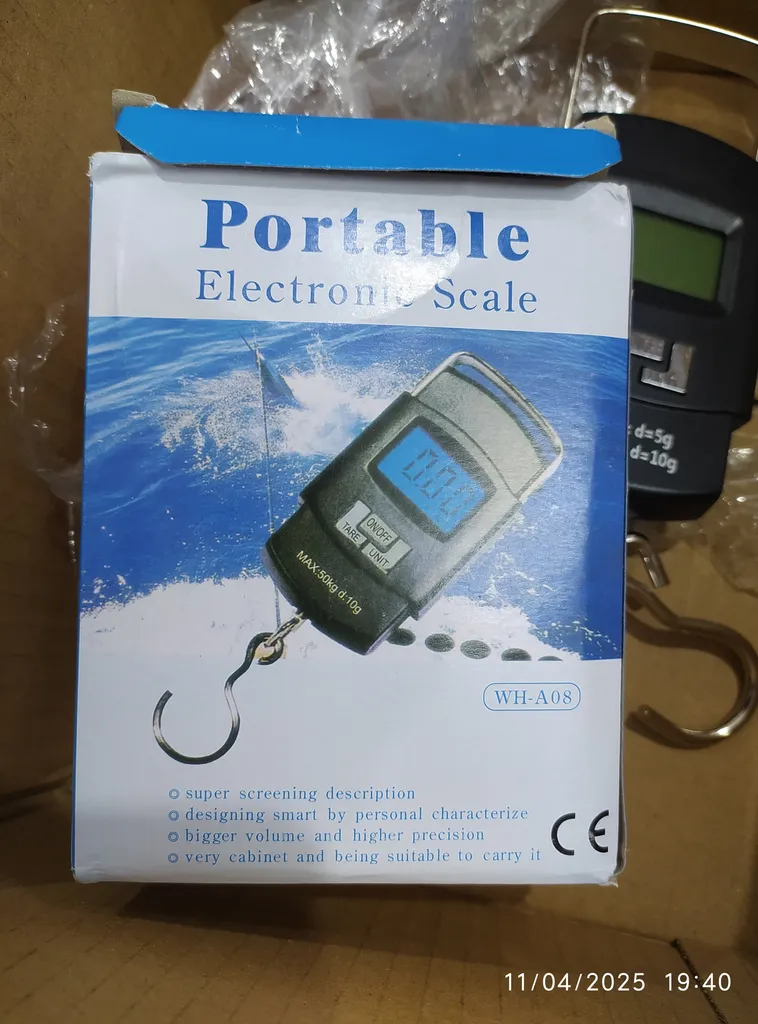 Portable
Electronic Scale
0.00
ON/OFF
TARE
UNIT
MAX:50kg d:10g
d=5g
d=10g
WH-A08
super screening description
designing smart by personal characterize
bigger volume and higher precision
very cabinet and being suitable to carry it
CE
11/04/2025 19:40